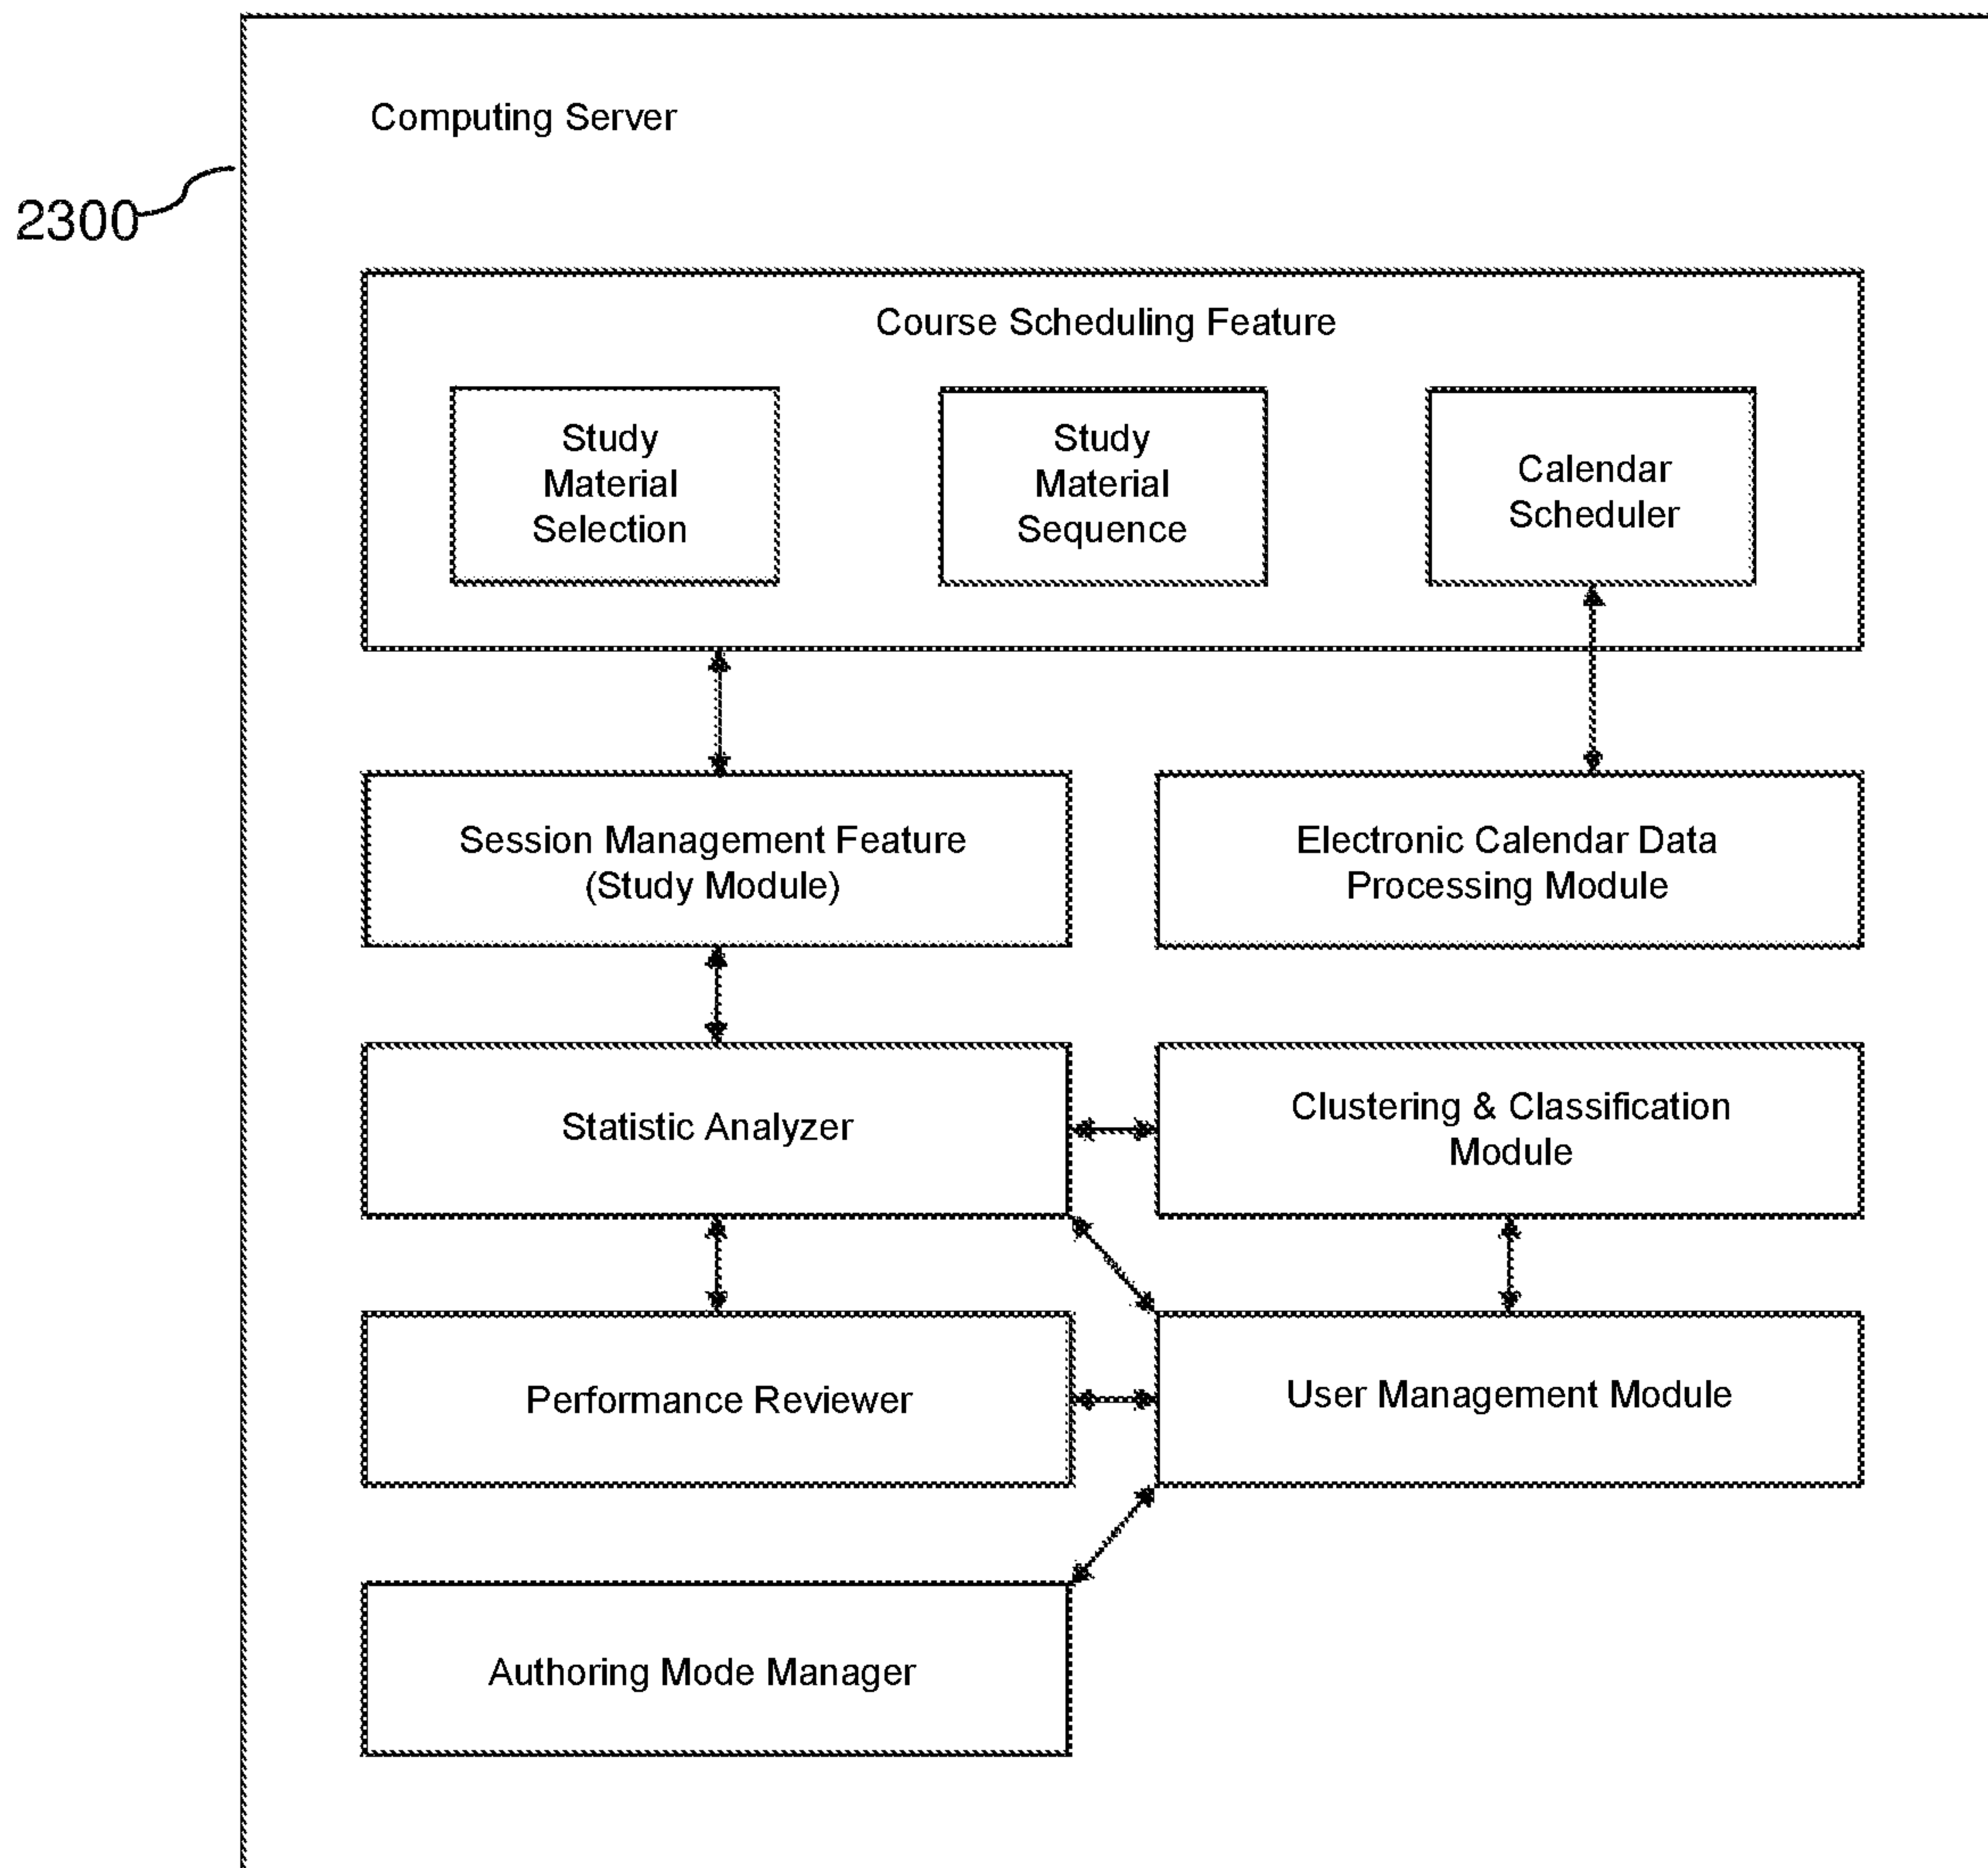 Computing Server
2300
Course Scheduling Feature
Study
Material
Selection
Study
Material
Sequence
Calendar
Scheduler
Session Management Feature
(Study Module)
Electronic Calendar Data
Processing Module
Statistic Analyzer
Clustering & Classification
Module
Performance Reviewer
User Management Module
Authoring Mode Manager